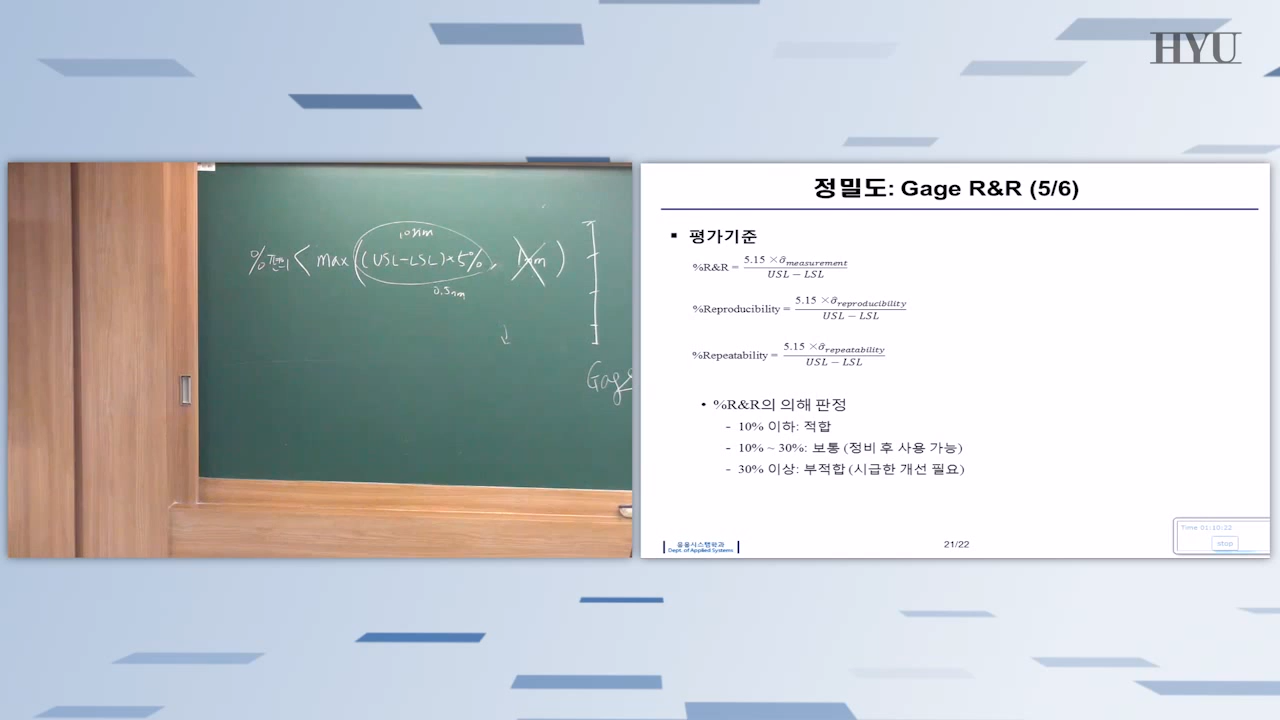 HYU
10nm
max((USL-LSL)*5%,
0.5nm
정밀도: Gage R&R (5/6)
▪ 평가기준
%R&R = 5.15 × σ̂measurement / USL − LSL
%Reproducibility = 5.15 × σ̂reproducibility / USL − LSL
%Repeatability = 5.15 × σ̂repeatability / USL − LSL
• %R&R의 의해 판정
- 10% 이하: 적합
- 10% ~ 30%: 보통 (정비 후 사용 가능)
- 30% 이상: 부적합 (시급한 개선 필요)
응용시스템학과
Dept. of Applied Systems
21/22
Time 01:10:22
stop